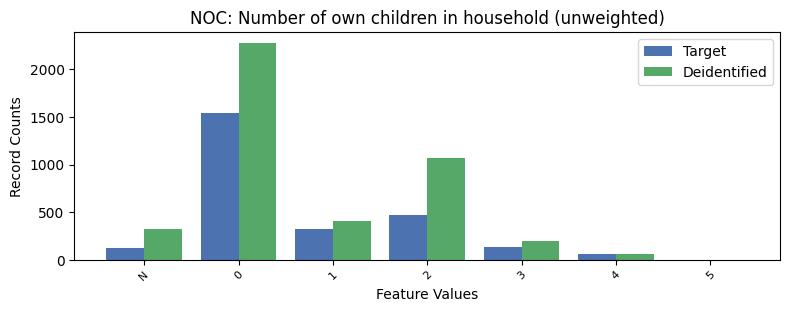 NOC: Number of own children in household (unweighted)
Target
Deidentified
Record Counts
2000
1500
1000
500
0
N 0 1 2 3 4 5
Feature Values